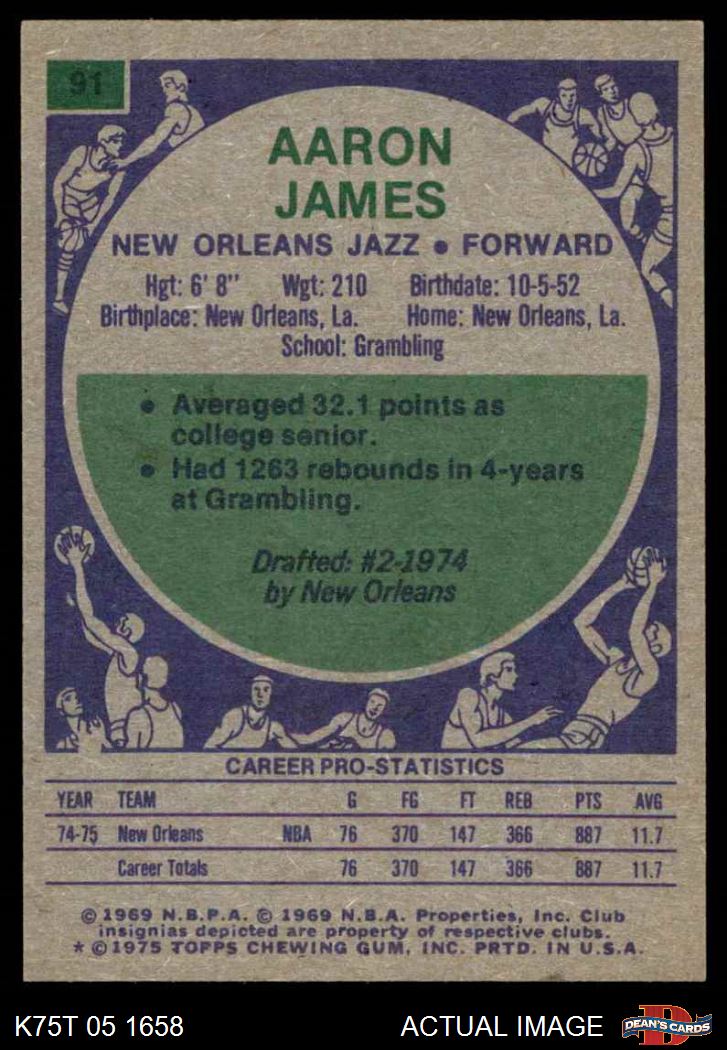 91
AARON
JAMES
NEW ORLEANS JAZZ • FORWARD
Hgt: 6' 8" Wgt: 210 Birthdate: 10-5-52
Birthplace: New Orleans, La. Home: New Orleans, La.
School: Grambling
• Averaged 32.1 points as
college senior.
• Had 1263 rebounds in 4-years
at Grambling.
Drafted: #2-1974
by New Orleans
CAREER PRO-STATISTICS
YEAR TEAM G FG FT REB PTS AVG
74-75 New Orleans NBA 76 370 147 366 887 11.7
Career Totals 76 370 147 366 887 11.7
© 1969 N.B.P.A. © 1969 N.B.A. Properties, Inc. Club
insignias depicted are property of respective clubs.
* © 1975 TOPPS CHEWING GUM, INC. PRTD. IN U.S.A.
K75T 05 1658 ACTUAL IMAGE D DEAN'S CARDS